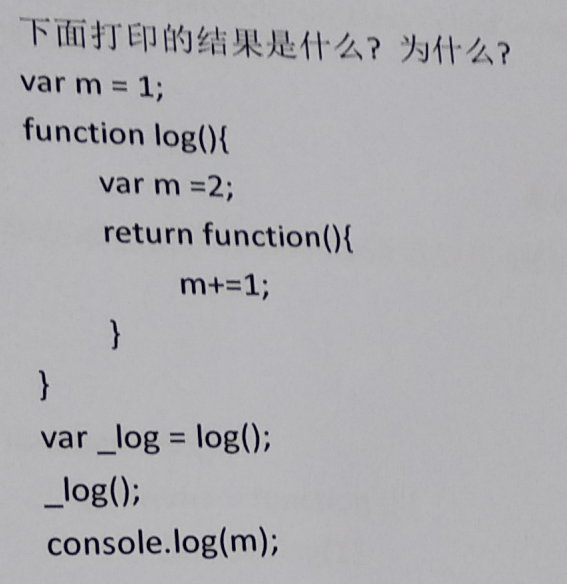 下面打印的结果是什么？为什么？
var m = 1;
function log(){
var m =2;
return function(){
m+=1;
}
}
var _log = log();
_log();
console.log(m);